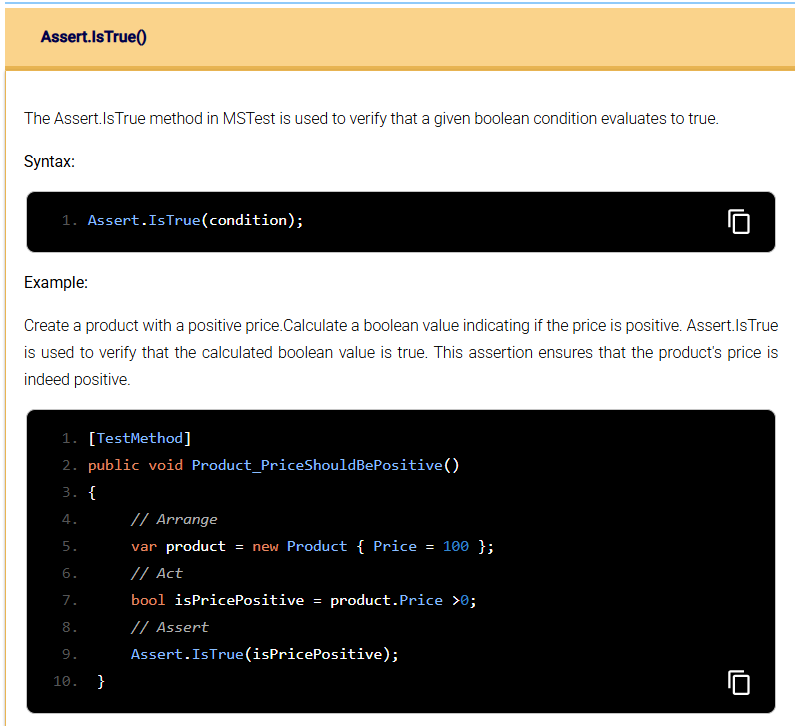 Assert.IsTrue()
The Assert.IsTrue method in MSTest is used to verify that a given boolean condition evaluates to true.
Syntax:
1. Assert.IsTrue(condition);
Example:
Create a product with a positive price.Calculate a boolean value indicating if the price is positive. Assert.IsTrue
is used to verify that the calculated boolean value is true. This assertion ensures that the product's price is
indeed positive.
1. [TestMethod]
2. public void Product_PriceShouldBePositive()
3. {
4. // Arrange
5. var product = new Product { Price = 100 };
6. // Act
7. bool isPricePositive = product.Price >0;
8. // Assert
9. Assert.IsTrue(isPricePositive);
10. }